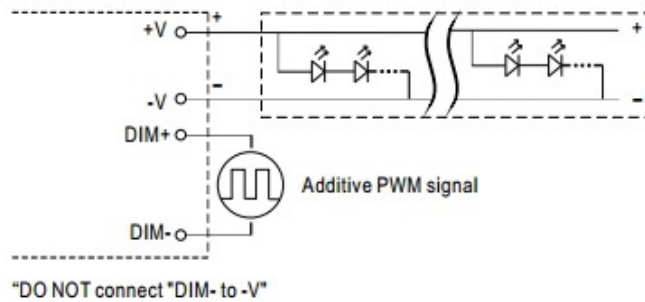 +V + +
-V - -
DIM+
Additive PWM signal
DIM-
“DO NOT connect "DIM- to -V"